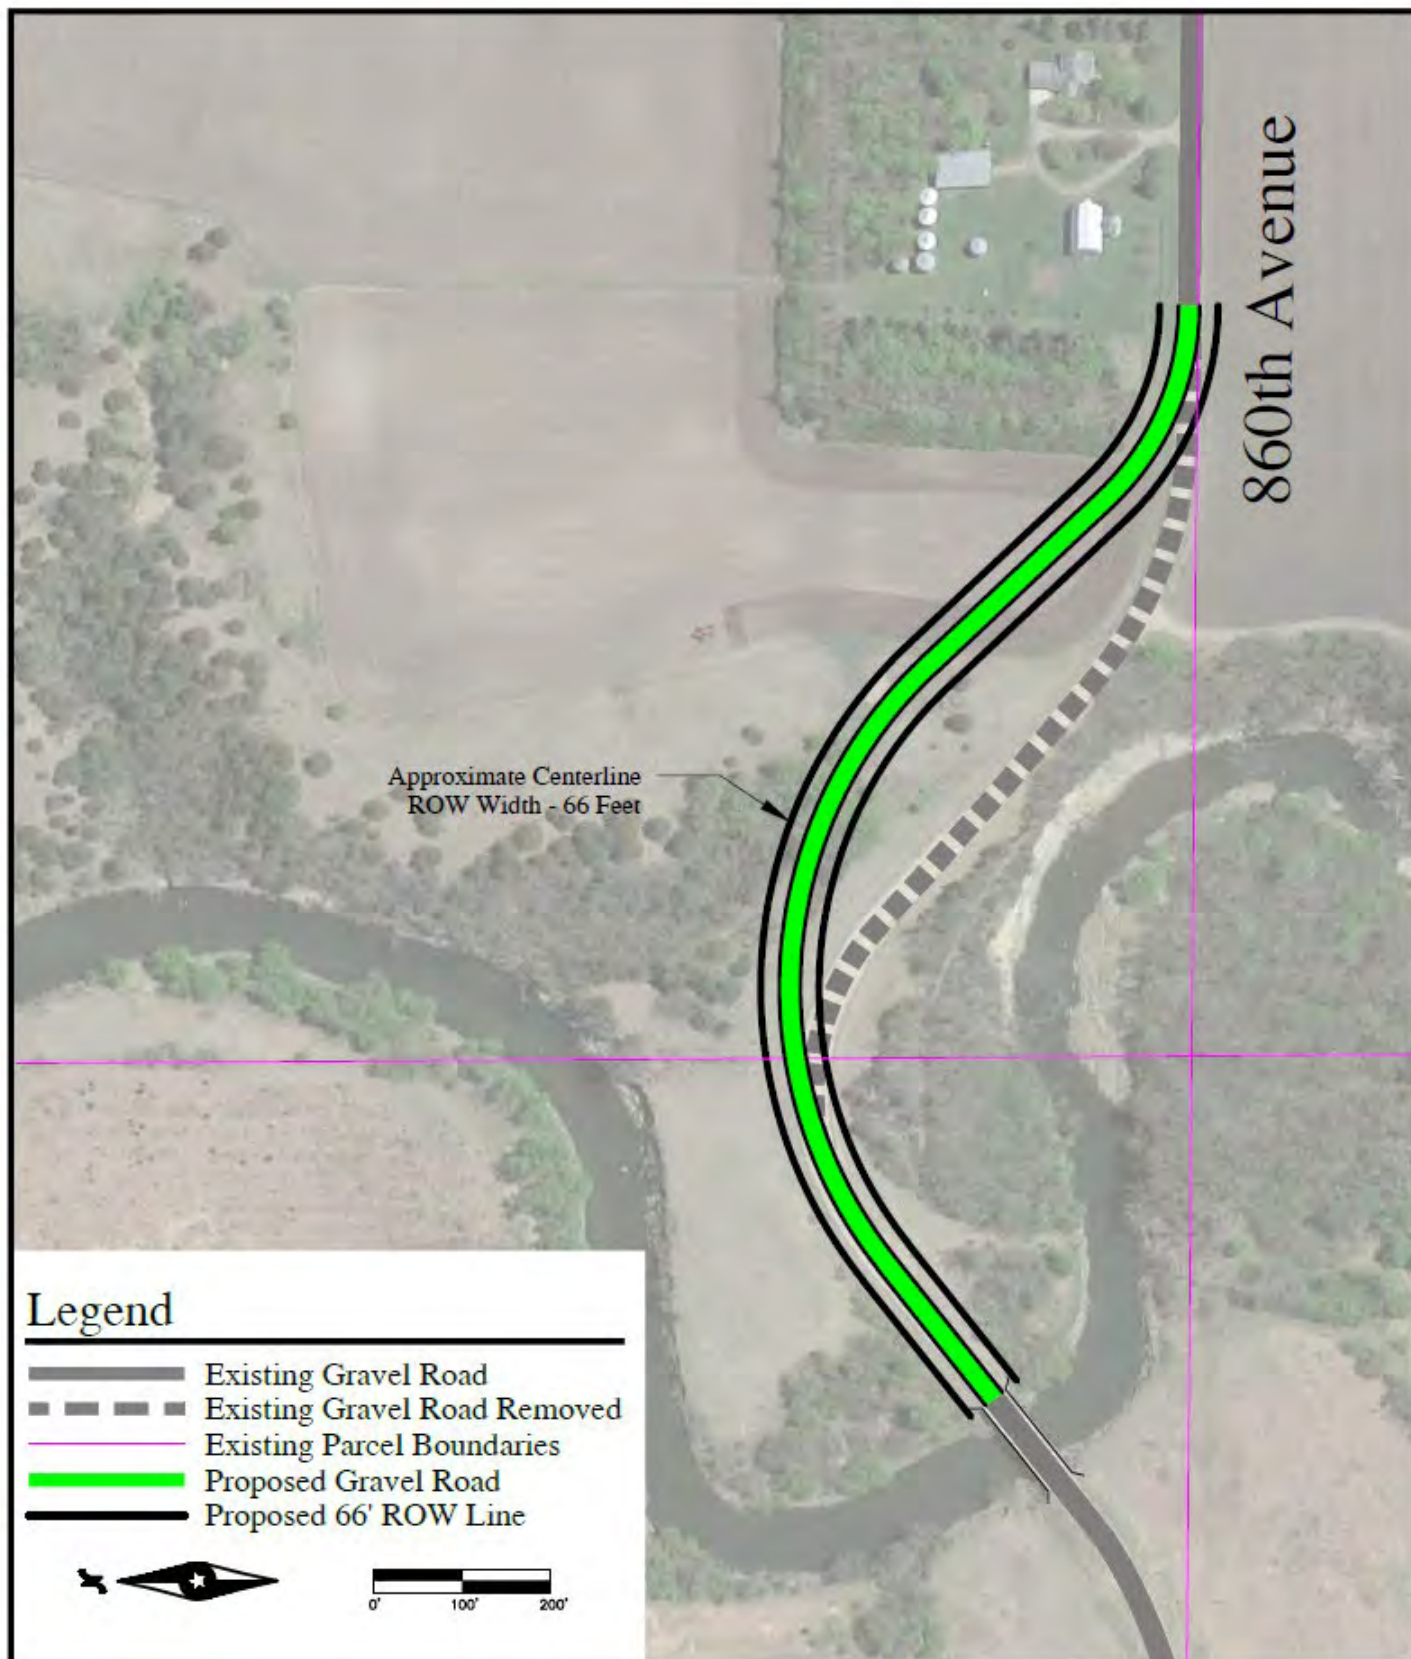 860th Avenue
Approximate Centerline
ROW Width - 66 Feet
Legend
Existing Gravel Road
Existing Gravel Road Removed
Existing Parcel Boundaries
Proposed Gravel Road
Proposed 66' ROW Line
N
0' 100' 200'